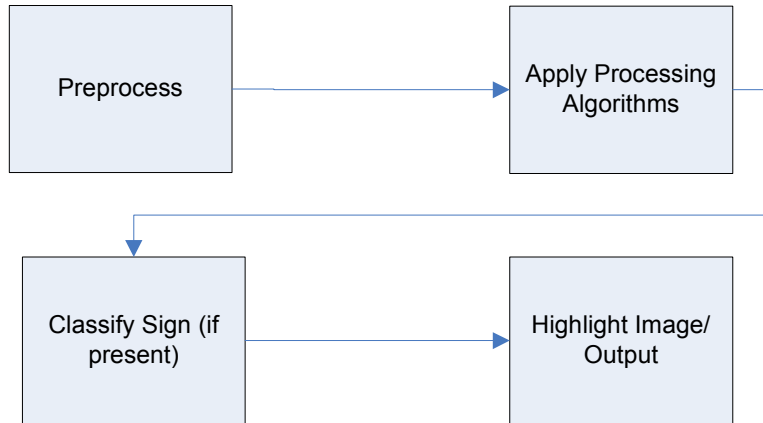 Preprocess
Apply Processing
Algorithms
Classify Sign (if
present)
Highlight Image/
Output